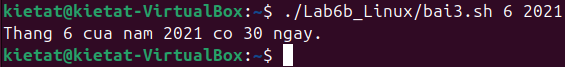 kietat@kietat-VirtualBox:~$ ./Lab6b_Linux/bai3.sh 6 2021
Thang 6 cua nam 2021 co 30 ngay.
kietat@kietat-VirtualBox:~$